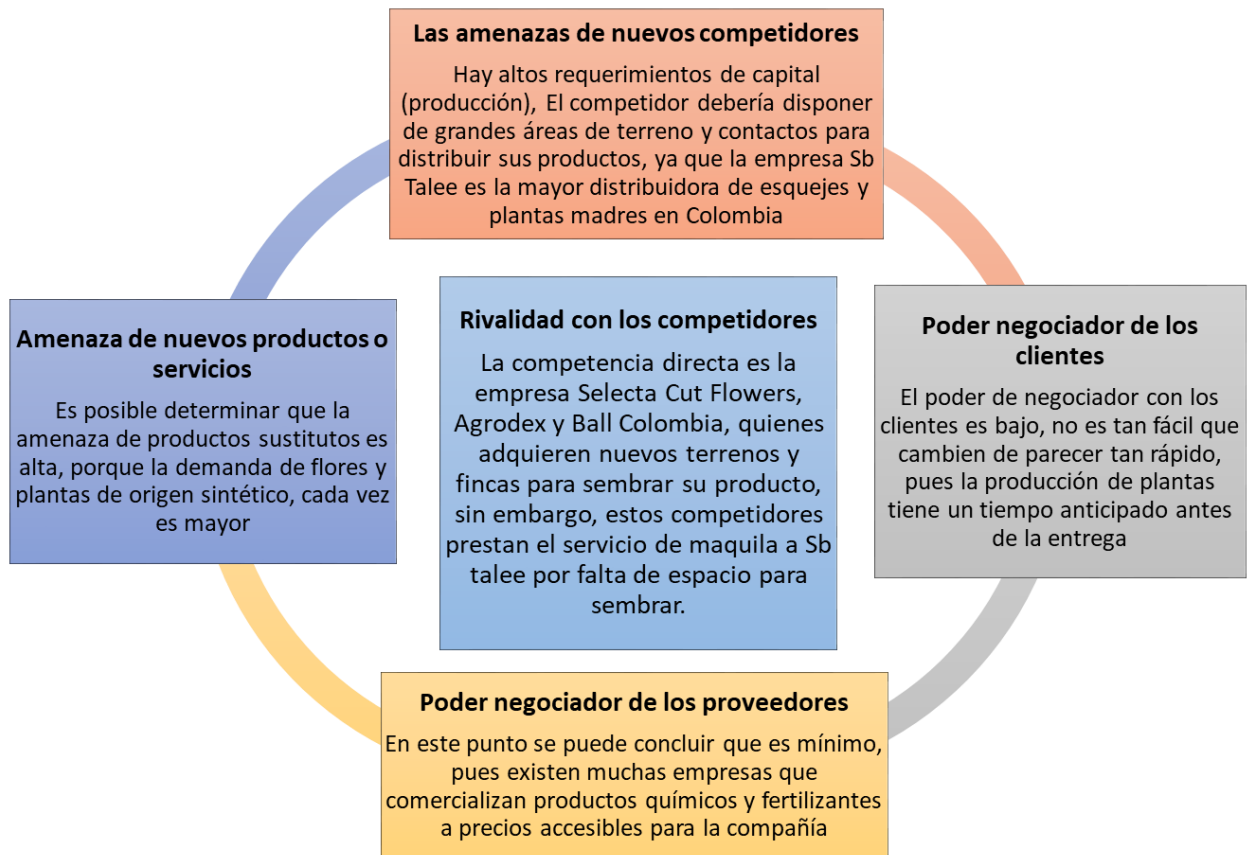 Las amenazas de nuevos competidores
Hay altos requerimientos de capital
(producción), El competidor debería disponer
de grandes áreas de terreno y contactos para
distribuir sus productos, ya que la empresa Sb
Talee es la mayor distribuidora de esquejes y
plantas madres en Colombia
Amenaza de nuevos productos o
servicios
Es posible determinar que la
amenaza de productos sustitutos es
alta, porque la demanda de flores y
plantas de origen sintético, cada vez
es mayor
Rivalidad con los competidores
La competencia directa es la
empresa Selecta Cut Flowers,
Agrodex y Ball Colombia, quienes
adquieren nuevos terrenos y
fincas para sembrar su producto,
sin embargo, estos competidores
prestan el servicio de maquila a Sb
talee por falta de espacio para
sembrar.
Poder negociador de los
clientes
El poder de negociador con los
clientes es bajo, no es tan fácil que
cambien de parecer tan rápido,
pues la producción de plantas
tiene un tiempo anticipado antes
de la entrega
Poder negociador de los proveedores
En este punto se puede concluir que es mínimo,
pues existen muchas empresas que
comercializan productos químicos y fertilizantes
a precios accesibles para la compañía